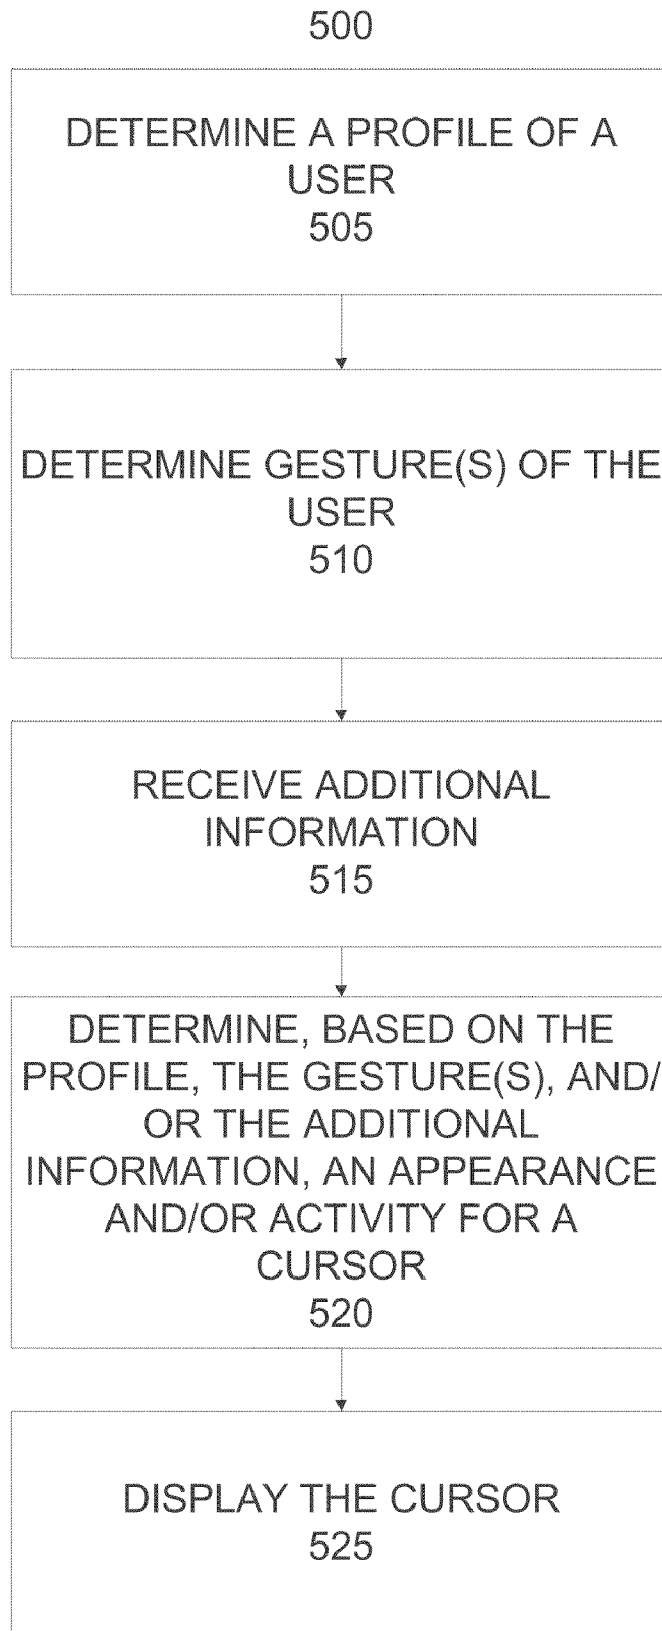 500
DETERMINE A PROFILE OF A
USER
505
DETERMINE GESTURE(S) OF THE
USER
510
RECEIVE ADDITIONAL
INFORMATION
515
DETERMINE, BASED ON THE
PROFILE, THE GESTURE(S), AND/
OR THE ADDITIONAL
INFORMATION, AN APPEARANCE
AND/OR ACTIVITY FOR A
CURSOR
520
DISPLAY THE CURSOR
525